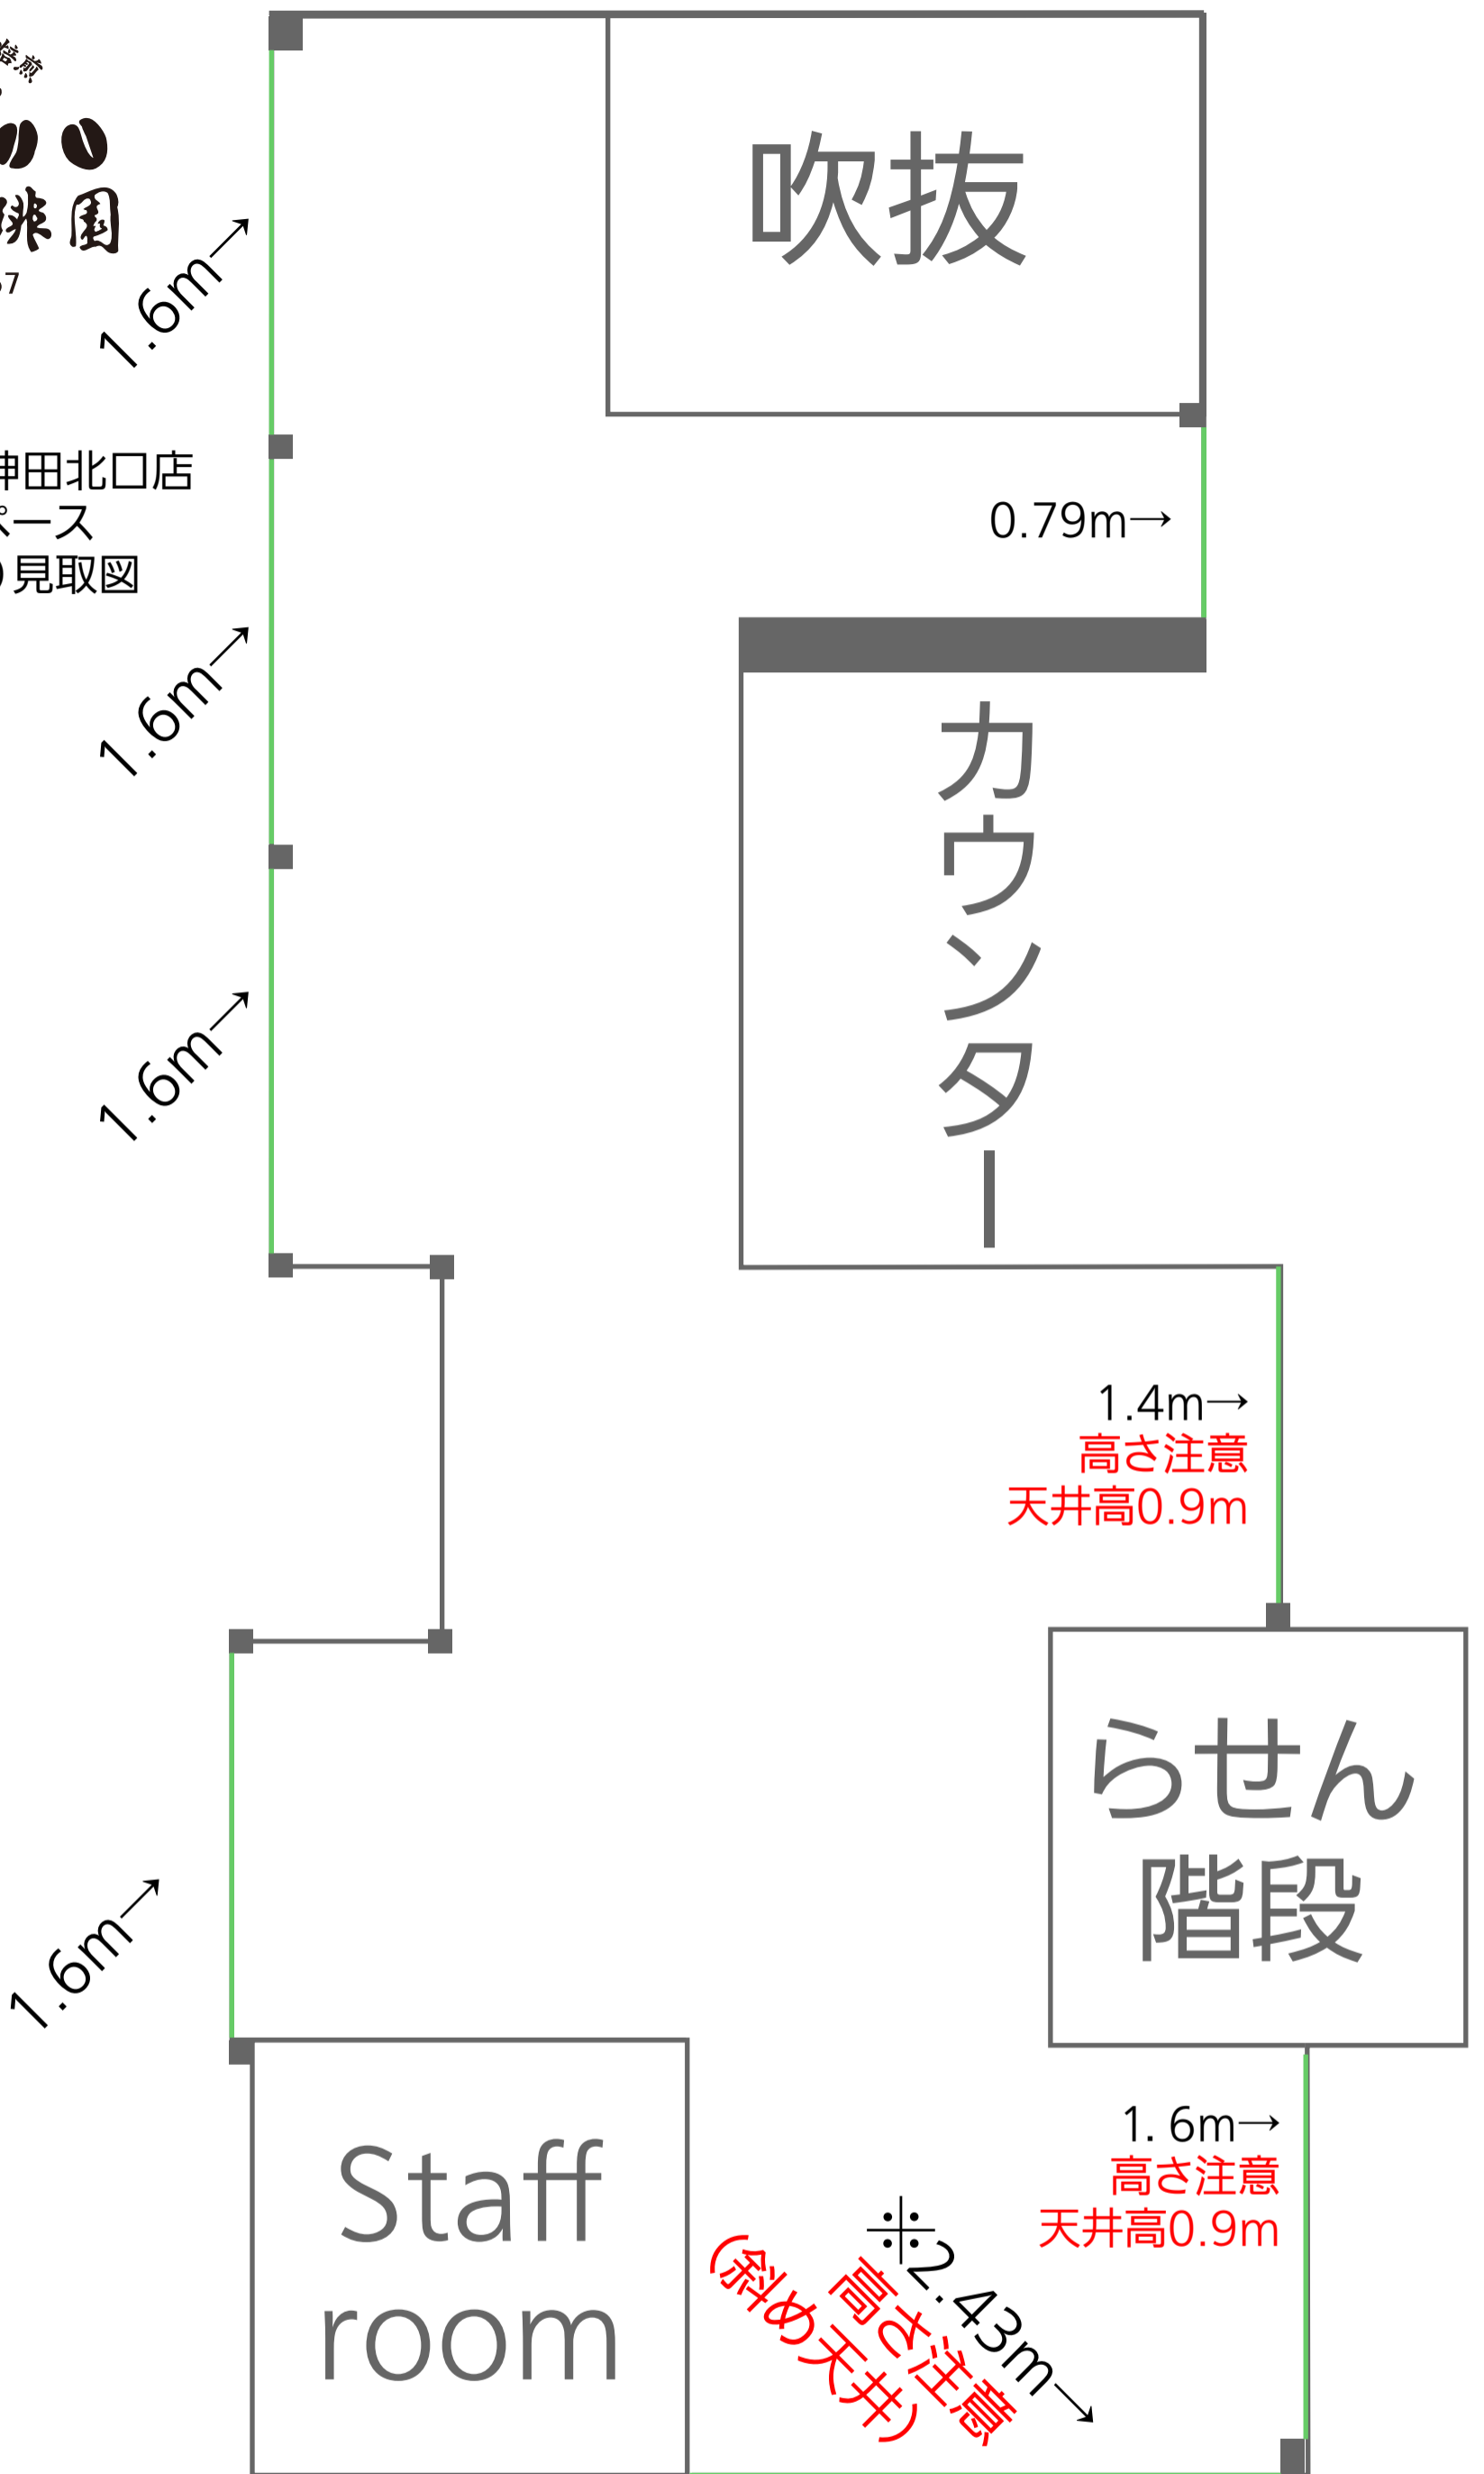 吹抜
1.6m→
神田北口店
ペース
の見取図
0.79m→
1.6m→
カウンター
1.6m→
1.4m→
高さ注意
天井高0.9m
らせん
階段
1.6m→
1.6m→
高さ注意
天井高0.9m
Staff
room
※2.43m→
高さ注意
(斜め天井)